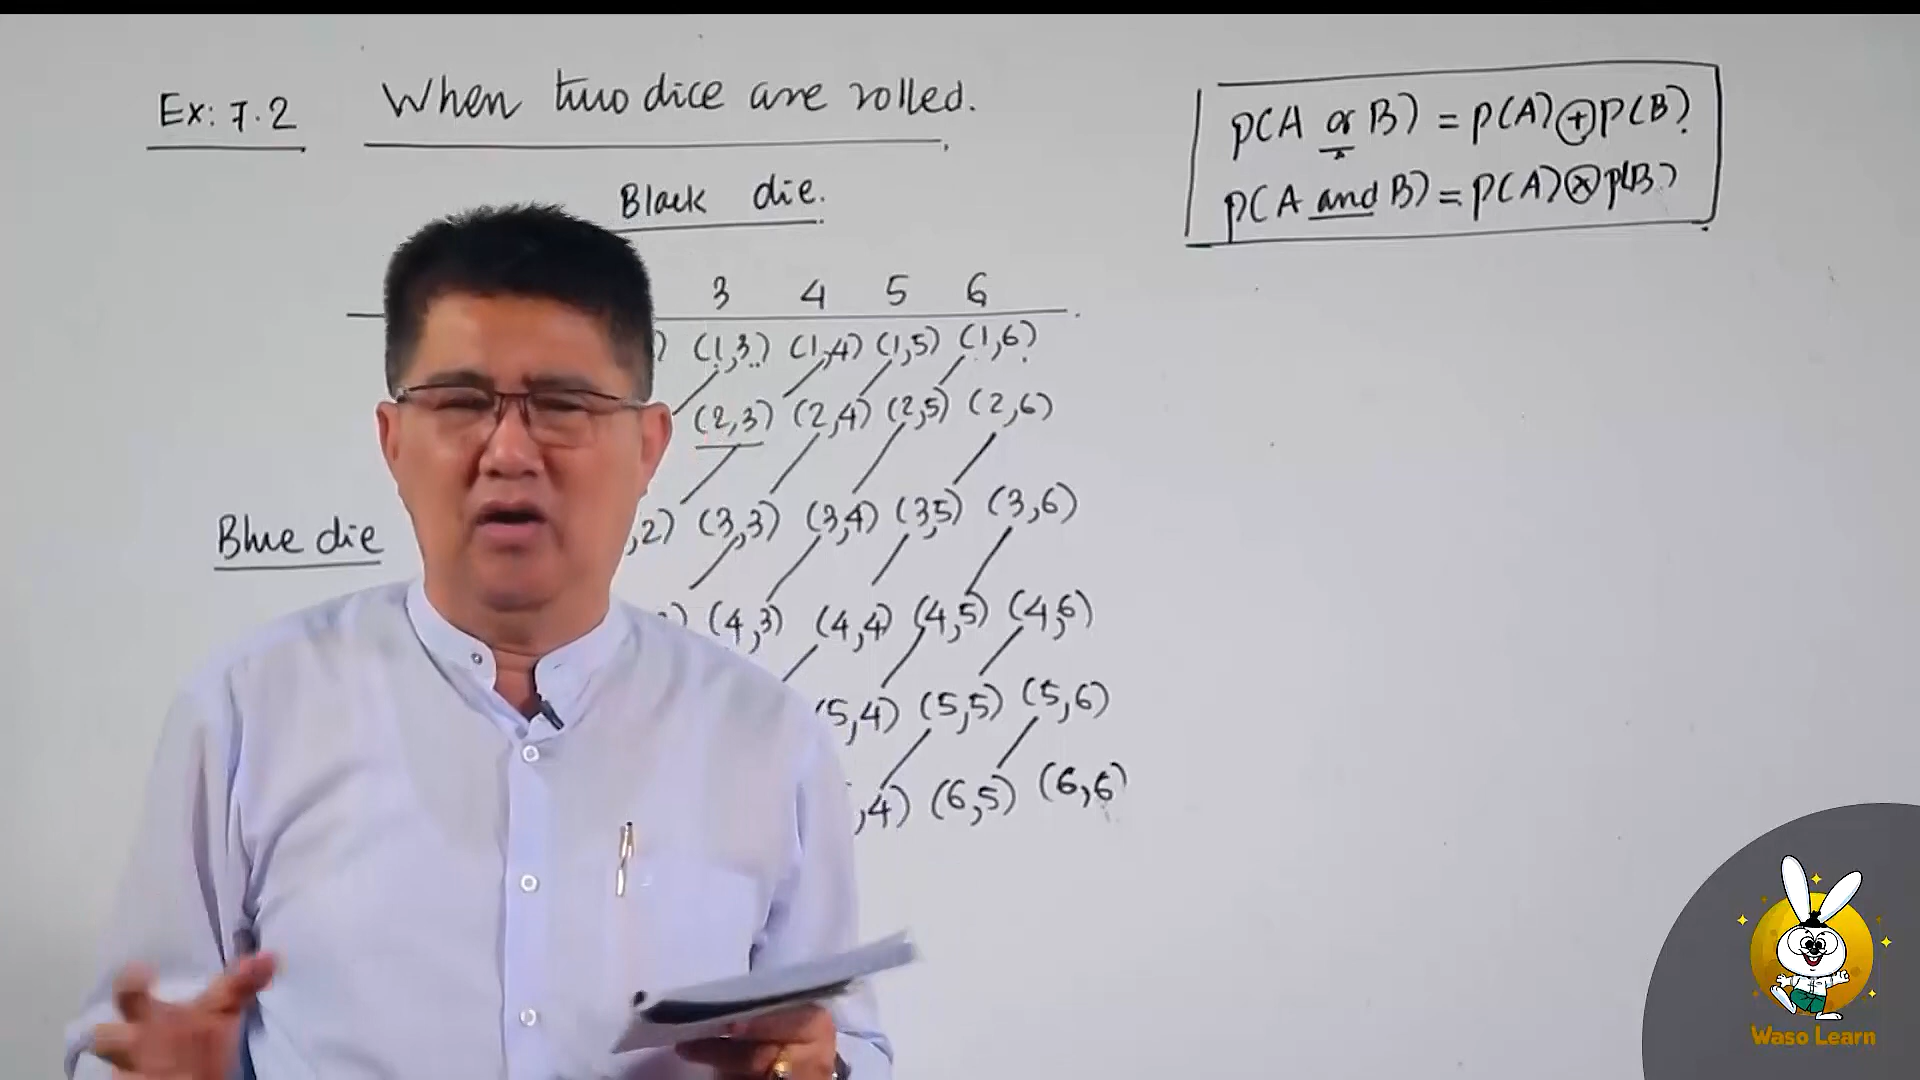 Ex: 7.2 When two dice are rolled.
p(A or B) = p(A) ⊕ p(B)
p(A and B) = p(A) ⊗ p(B)
Black die.
3 4 5 6
) (1,3) (1,4) (1,5) (1,6)
(2,3) (2,4) (2,5) (2,6)
Blue die
,2) (3,3) (3,4) (3,5) (3,6)
) (4,3) (4,4) (4,5) (4,6)
(5,4) (5,5) (5,6)
,4) (6,5) (6,6)
Waso Learn